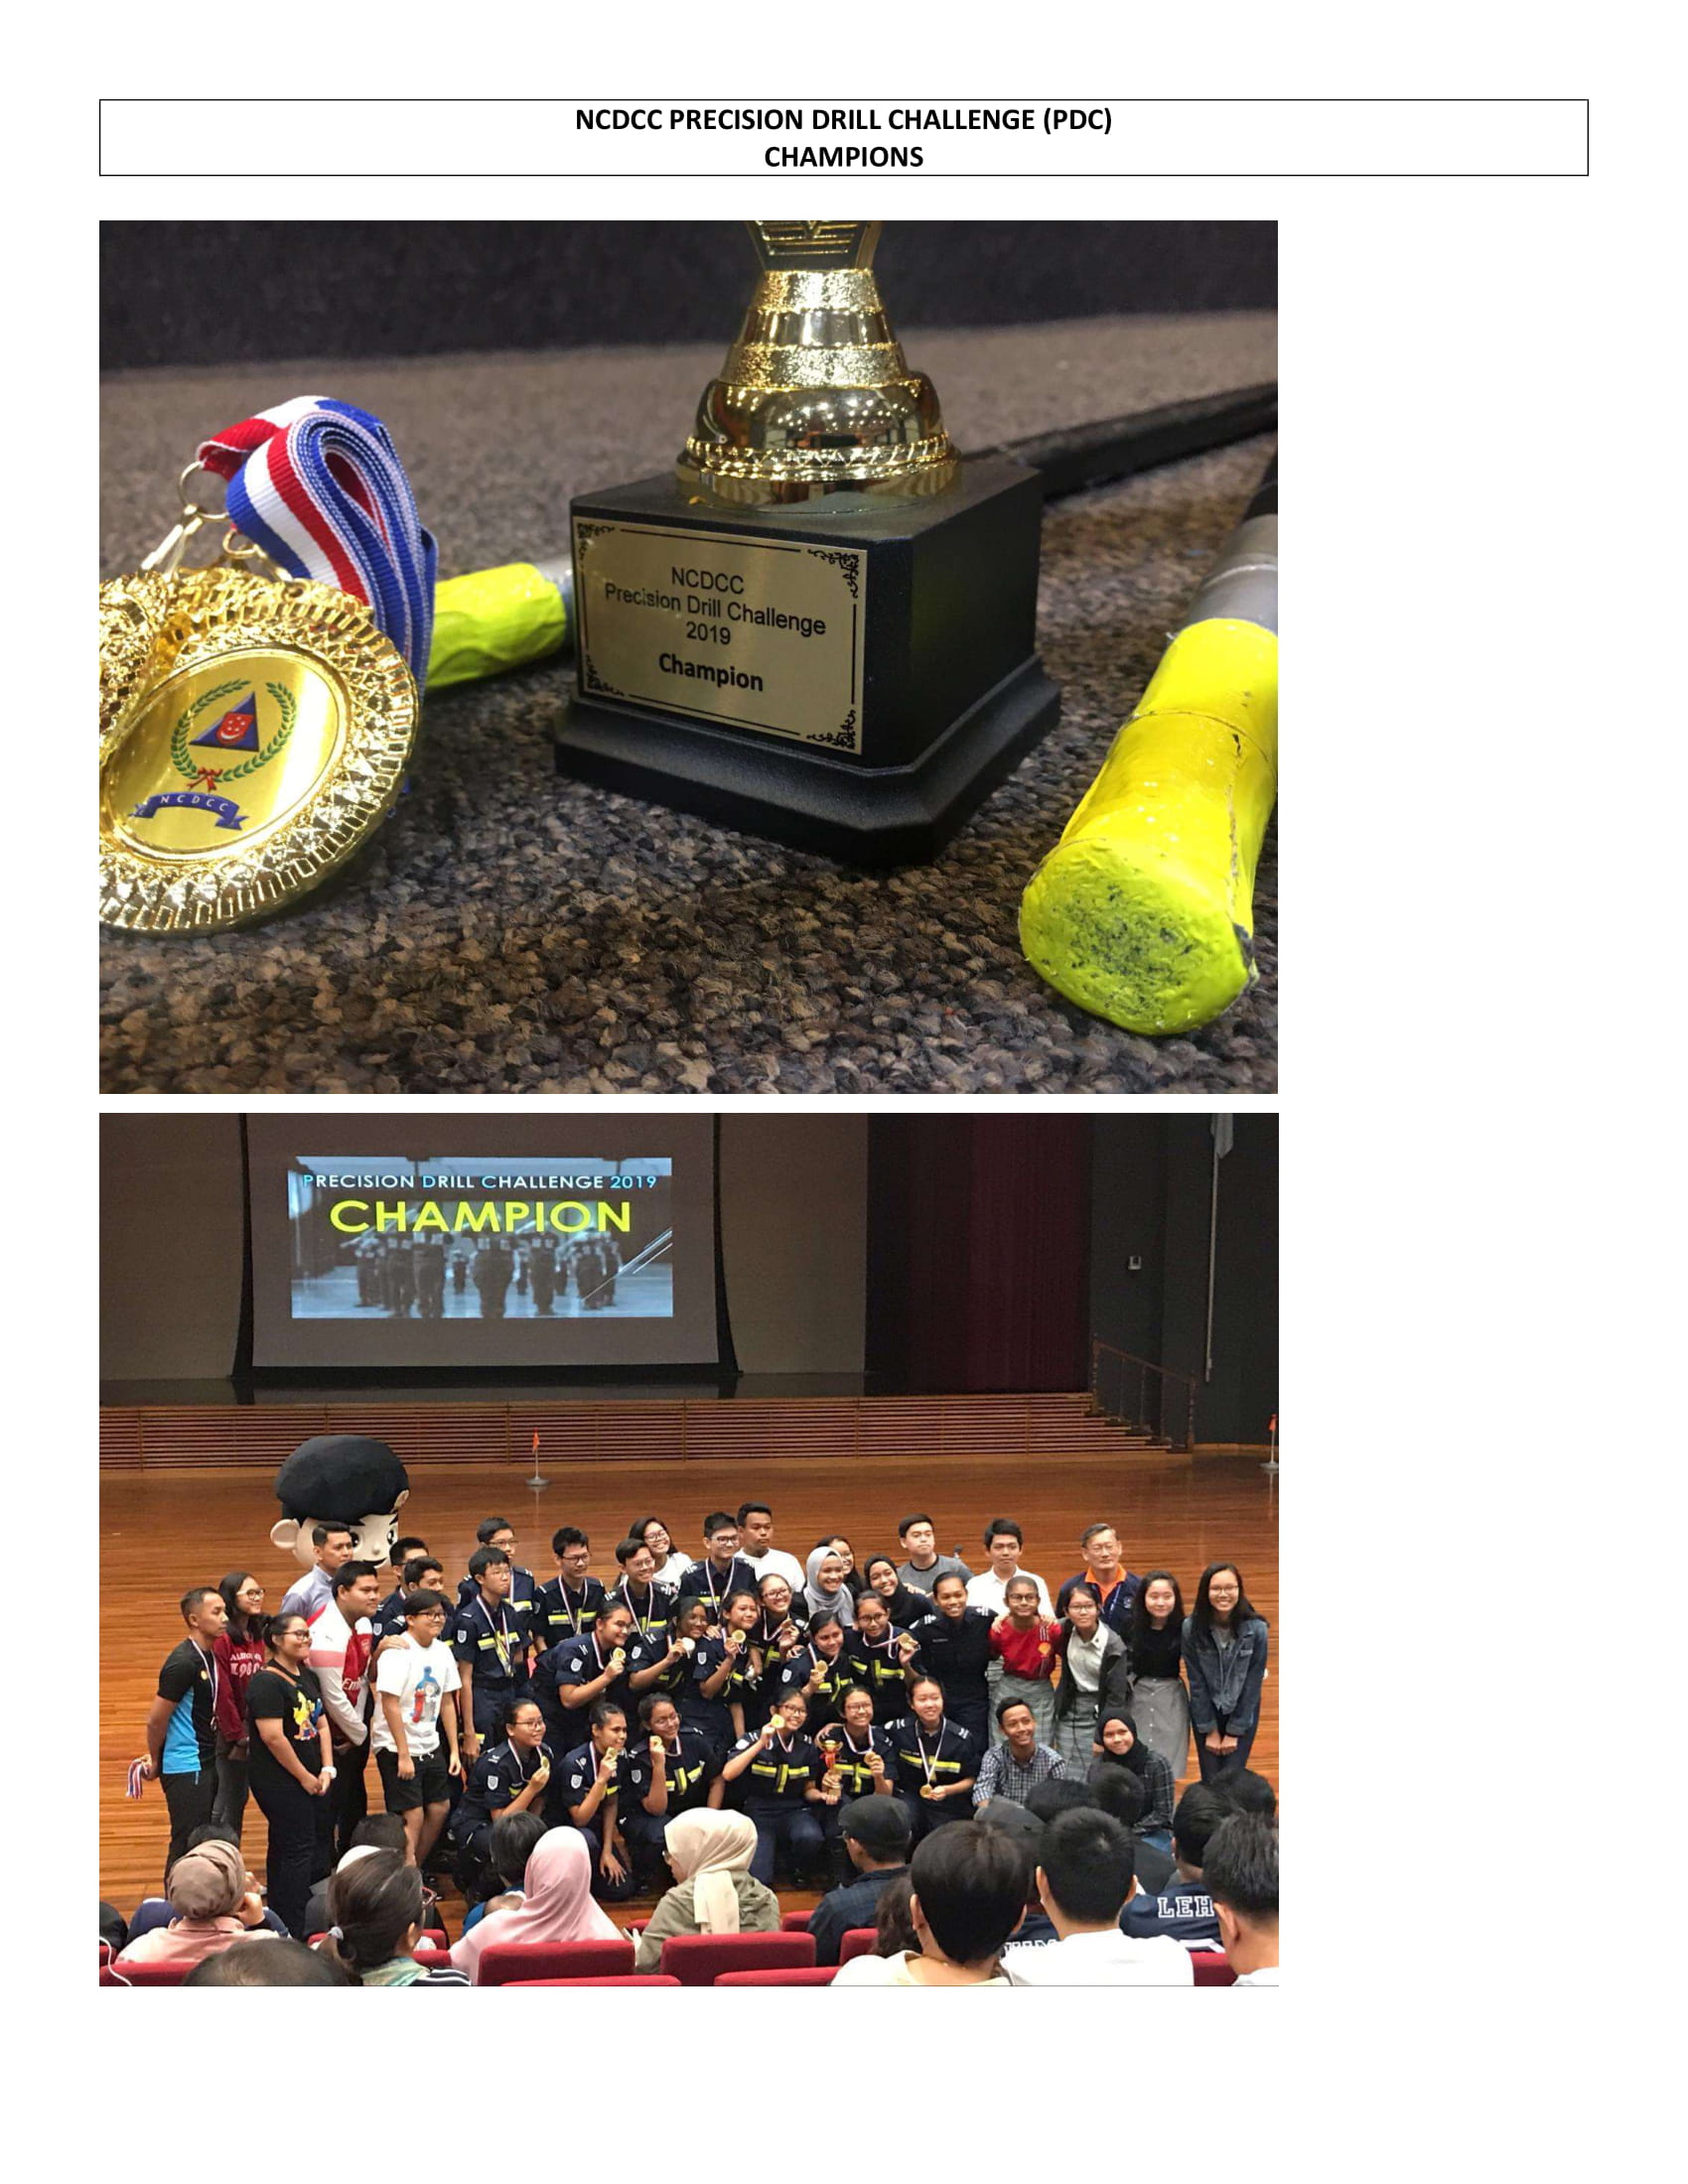 NCDCC PRECISION DRILL CHALLENGE (PDC)
CHAMPIONS
NCDCC
Precision Drill Challenge
2019
Champion
NCDCC
PRECISION DRILL CHALLENGE 2019
CHAMPION
LEH